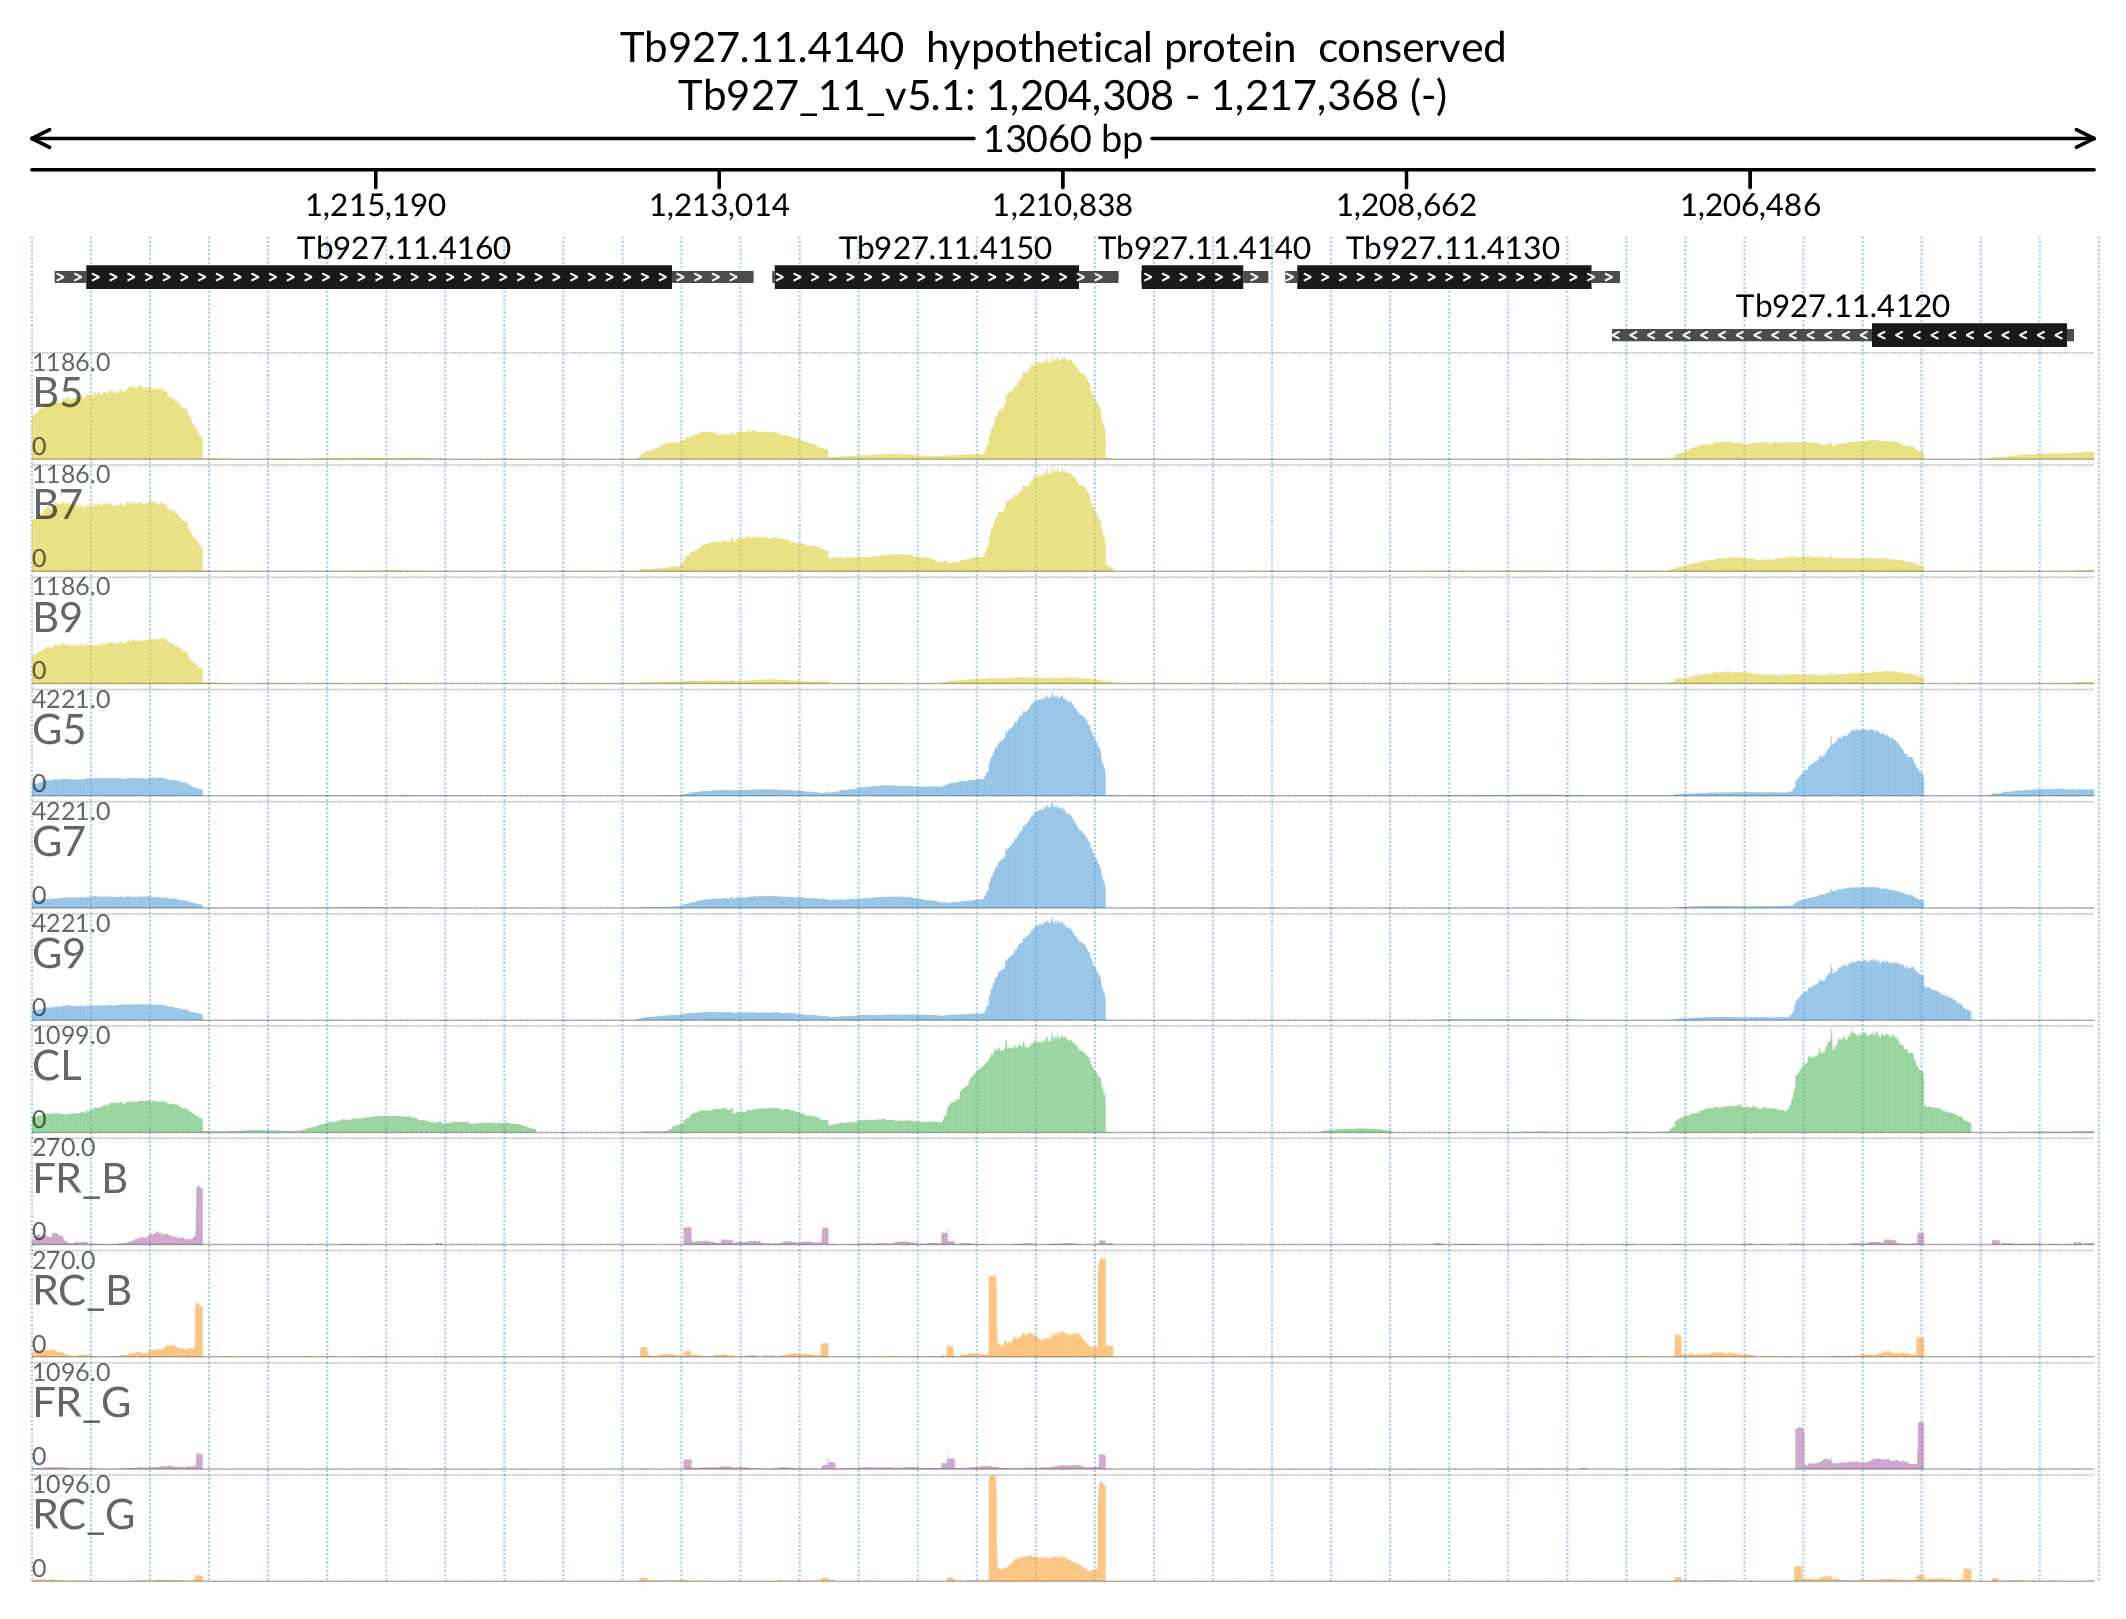 Tb927.11.4140  hypothetical protein  conserved
Tb927_11_v5.1: 1,204,308 - 1,217,368 (-)
13060 bp
1,215,190 1,213,014 1,210,838 1,208,662 1,206,486
Tb927.11.4160 Tb927.11.4150 Tb927.11.4140 Tb927.11.4130
Tb927.11.4120
1186.0
B5
0
1186.0
B7
0
1186.0
B9
0
4221.0
G5
0
4221.0
G7
0
4221.0
G9
0
1099.0
CL
0
270.0
FR_B
0
270.0
RC_B
0
1096.0
FR_G
0
1096.0
RC_G
0